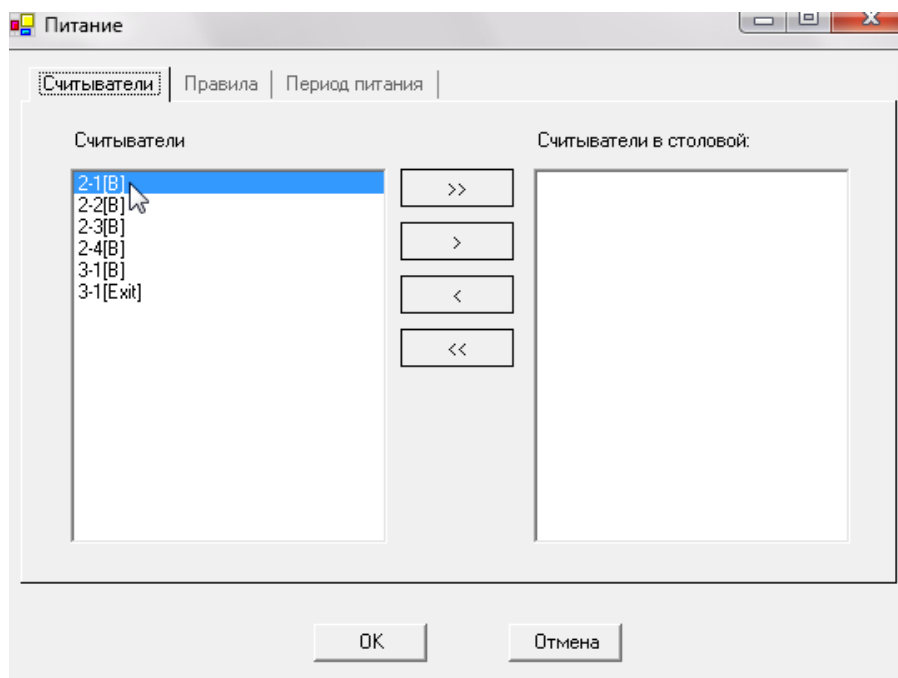 Питание
Считыватели Правила Период питания
Считыватели
Считыватели в столовой:
2-1[В]
2-2[В]
2-3[В]
2-4[В]
3-1[В]
3-1[Exit]
>>
>
<
<<
OK
Отмена